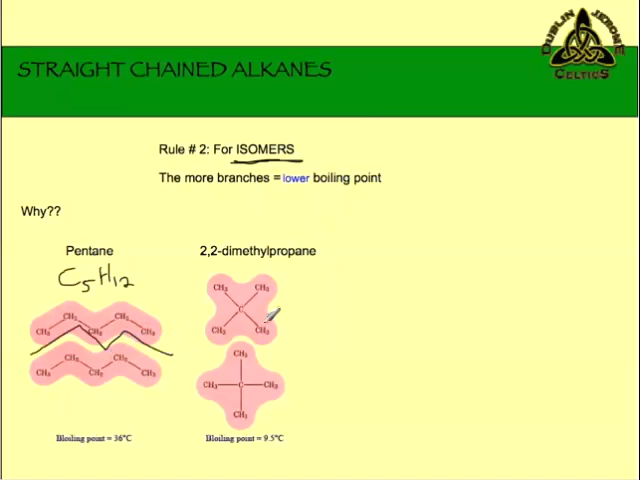 DUBLIN JEROME
CELTICS
STRAIGHT CHAINED ALKANES
Rule # 2: For ISOMERS
The more branches = lower boiling point
Why??
Pentane 2,2-dimethylpropane
C5H12
CH3 CH3
CH2 CH2
CH3 CH2 CH3
C
CH3 CH3
CH3
CH2 CH2
CH3 CH2 CH3
CH3 C CH3
CH3
Bloiling point = 36°C Bloiling point = 9.5°C